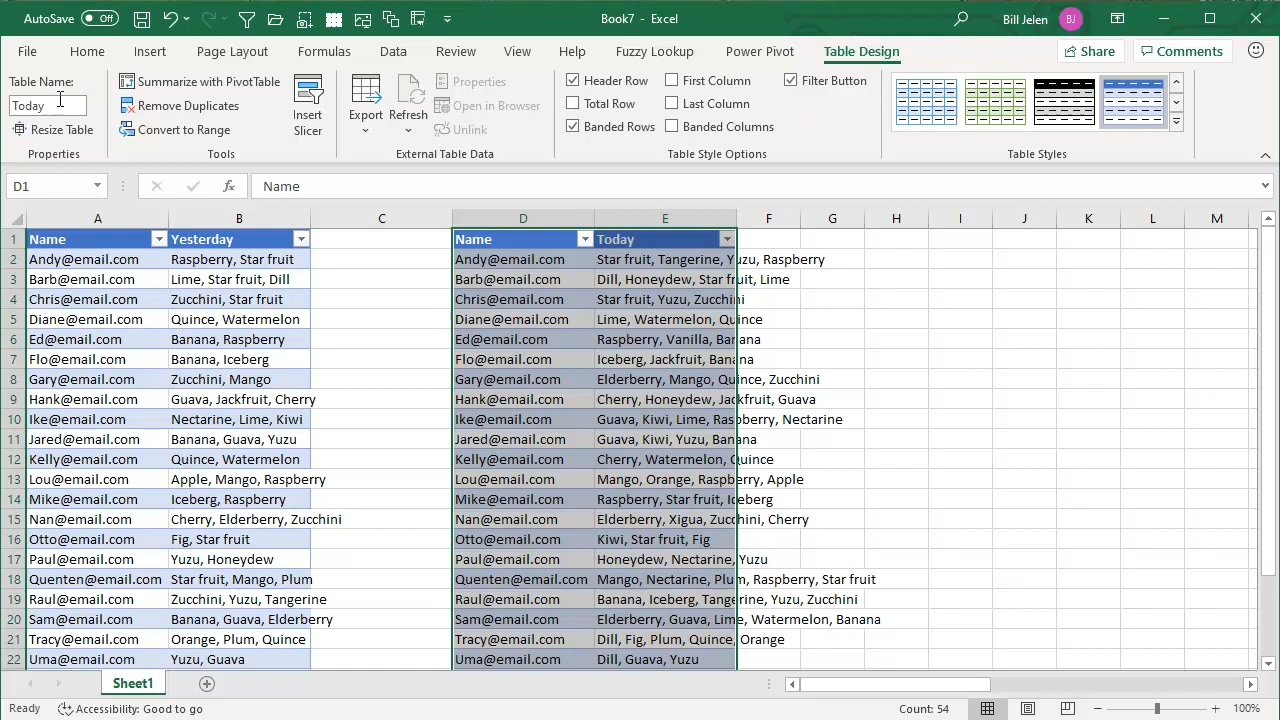 AutoSave Off Book7 - Excel Bill Jelen BJ
File Home Insert Page Layout Formulas Data Review View Help Fuzzy Lookup Power Pivot Table Design Share Comments
Table Name:
Today
Resize Table
Properties
Summarize with PivotTable
Remove Duplicates
Convert to Range
Insert
Slicer
Tools
Export
Refresh
Properties
Open in Browser
Unlink
External Table Data
Header Row
Total Row
Banded Rows
First Column
Last Column
Banded Columns
Filter Button
Table Style Options
Table Styles
D1 fx Name
A B C D E F G H I J K L M
1 Name Yesterday Name Today
2 Andy@email.com Raspberry, Star fruit Andy@email.com Star fruit, Tangerine, Yuzu, Raspberry
3 Barb@email.com Lime, Star fruit, Dill Barb@email.com Dill, Honeydew, Star fruit, Lime
4 Chris@email.com Zucchini, Star fruit Chris@email.com Star fruit, Yuzu, Zucchini
5 Diane@email.com Quince, Watermelon Diane@email.com Lime, Watermelon, Quince
6 Ed@email.com Banana, Raspberry Ed@email.com Raspberry, Vanilla, Banana
7 Flo@email.com Banana, Iceberg Flo@email.com Iceberg, Jackfruit, Banana
8 Gary@email.com Zucchini, Mango Gary@email.com Elderberry, Mango, Quince, Zucchini
9 Hank@email.com Guava, Jackfruit, Cherry Hank@email.com Cherry, Honeydew, Jackfruit, Guava
10 Ike@email.com Nectarine, Lime, Kiwi Ike@email.com Guava, Kiwi, Lime, Raspberry, Nectarine
11 Jared@email.com Banana, Guava, Yuzu Jared@email.com Guava, Kiwi, Yuzu, Banana
12 Kelly@email.com Quince, Watermelon Kelly@email.com Cherry, Watermelon, Quince
13 Lou@email.com Apple, Mango, Raspberry Lou@email.com Mango, Orange, Raspberry, Apple
14 Mike@email.com Iceberg, Raspberry Mike@email.com Raspberry, Star fruit, Iceberg
15 Nan@email.com Cherry, Elderberry, Zucchini Nan@email.com Elderberry, Xigua, Zucchini, Cherry
16 Otto@email.com Fig, Star fruit Otto@email.com Kiwi, Star fruit, Fig
17 Paul@email.com Yuzu, Honeydew Paul@email.com Honeydew, Nectarine, Yuzu
18 Quenten@email.com Star fruit, Mango, Plum Quenten@email.com Mango, Nectarine, Plum, Raspberry, Star fruit
19 Raul@email.com Zucchini, Yuzu, Tangerine Raul@email.com Banana, Iceberg, Tangerine, Yuzu, Zucchini
20 Sam@email.com Banana, Guava, Elderberry Sam@email.com Elderberry, Guava, Lime, Watermelon, Banana
21 Tracy@email.com Orange, Plum, Quince Tracy@email.com Dill, Fig, Plum, Quince, Orange
22 Uma@email.com Yuzu, Guava Uma@email.com Dill, Guava, Yuzu
Sheet1
Ready Accessibility: Good to go Count: 54 100%